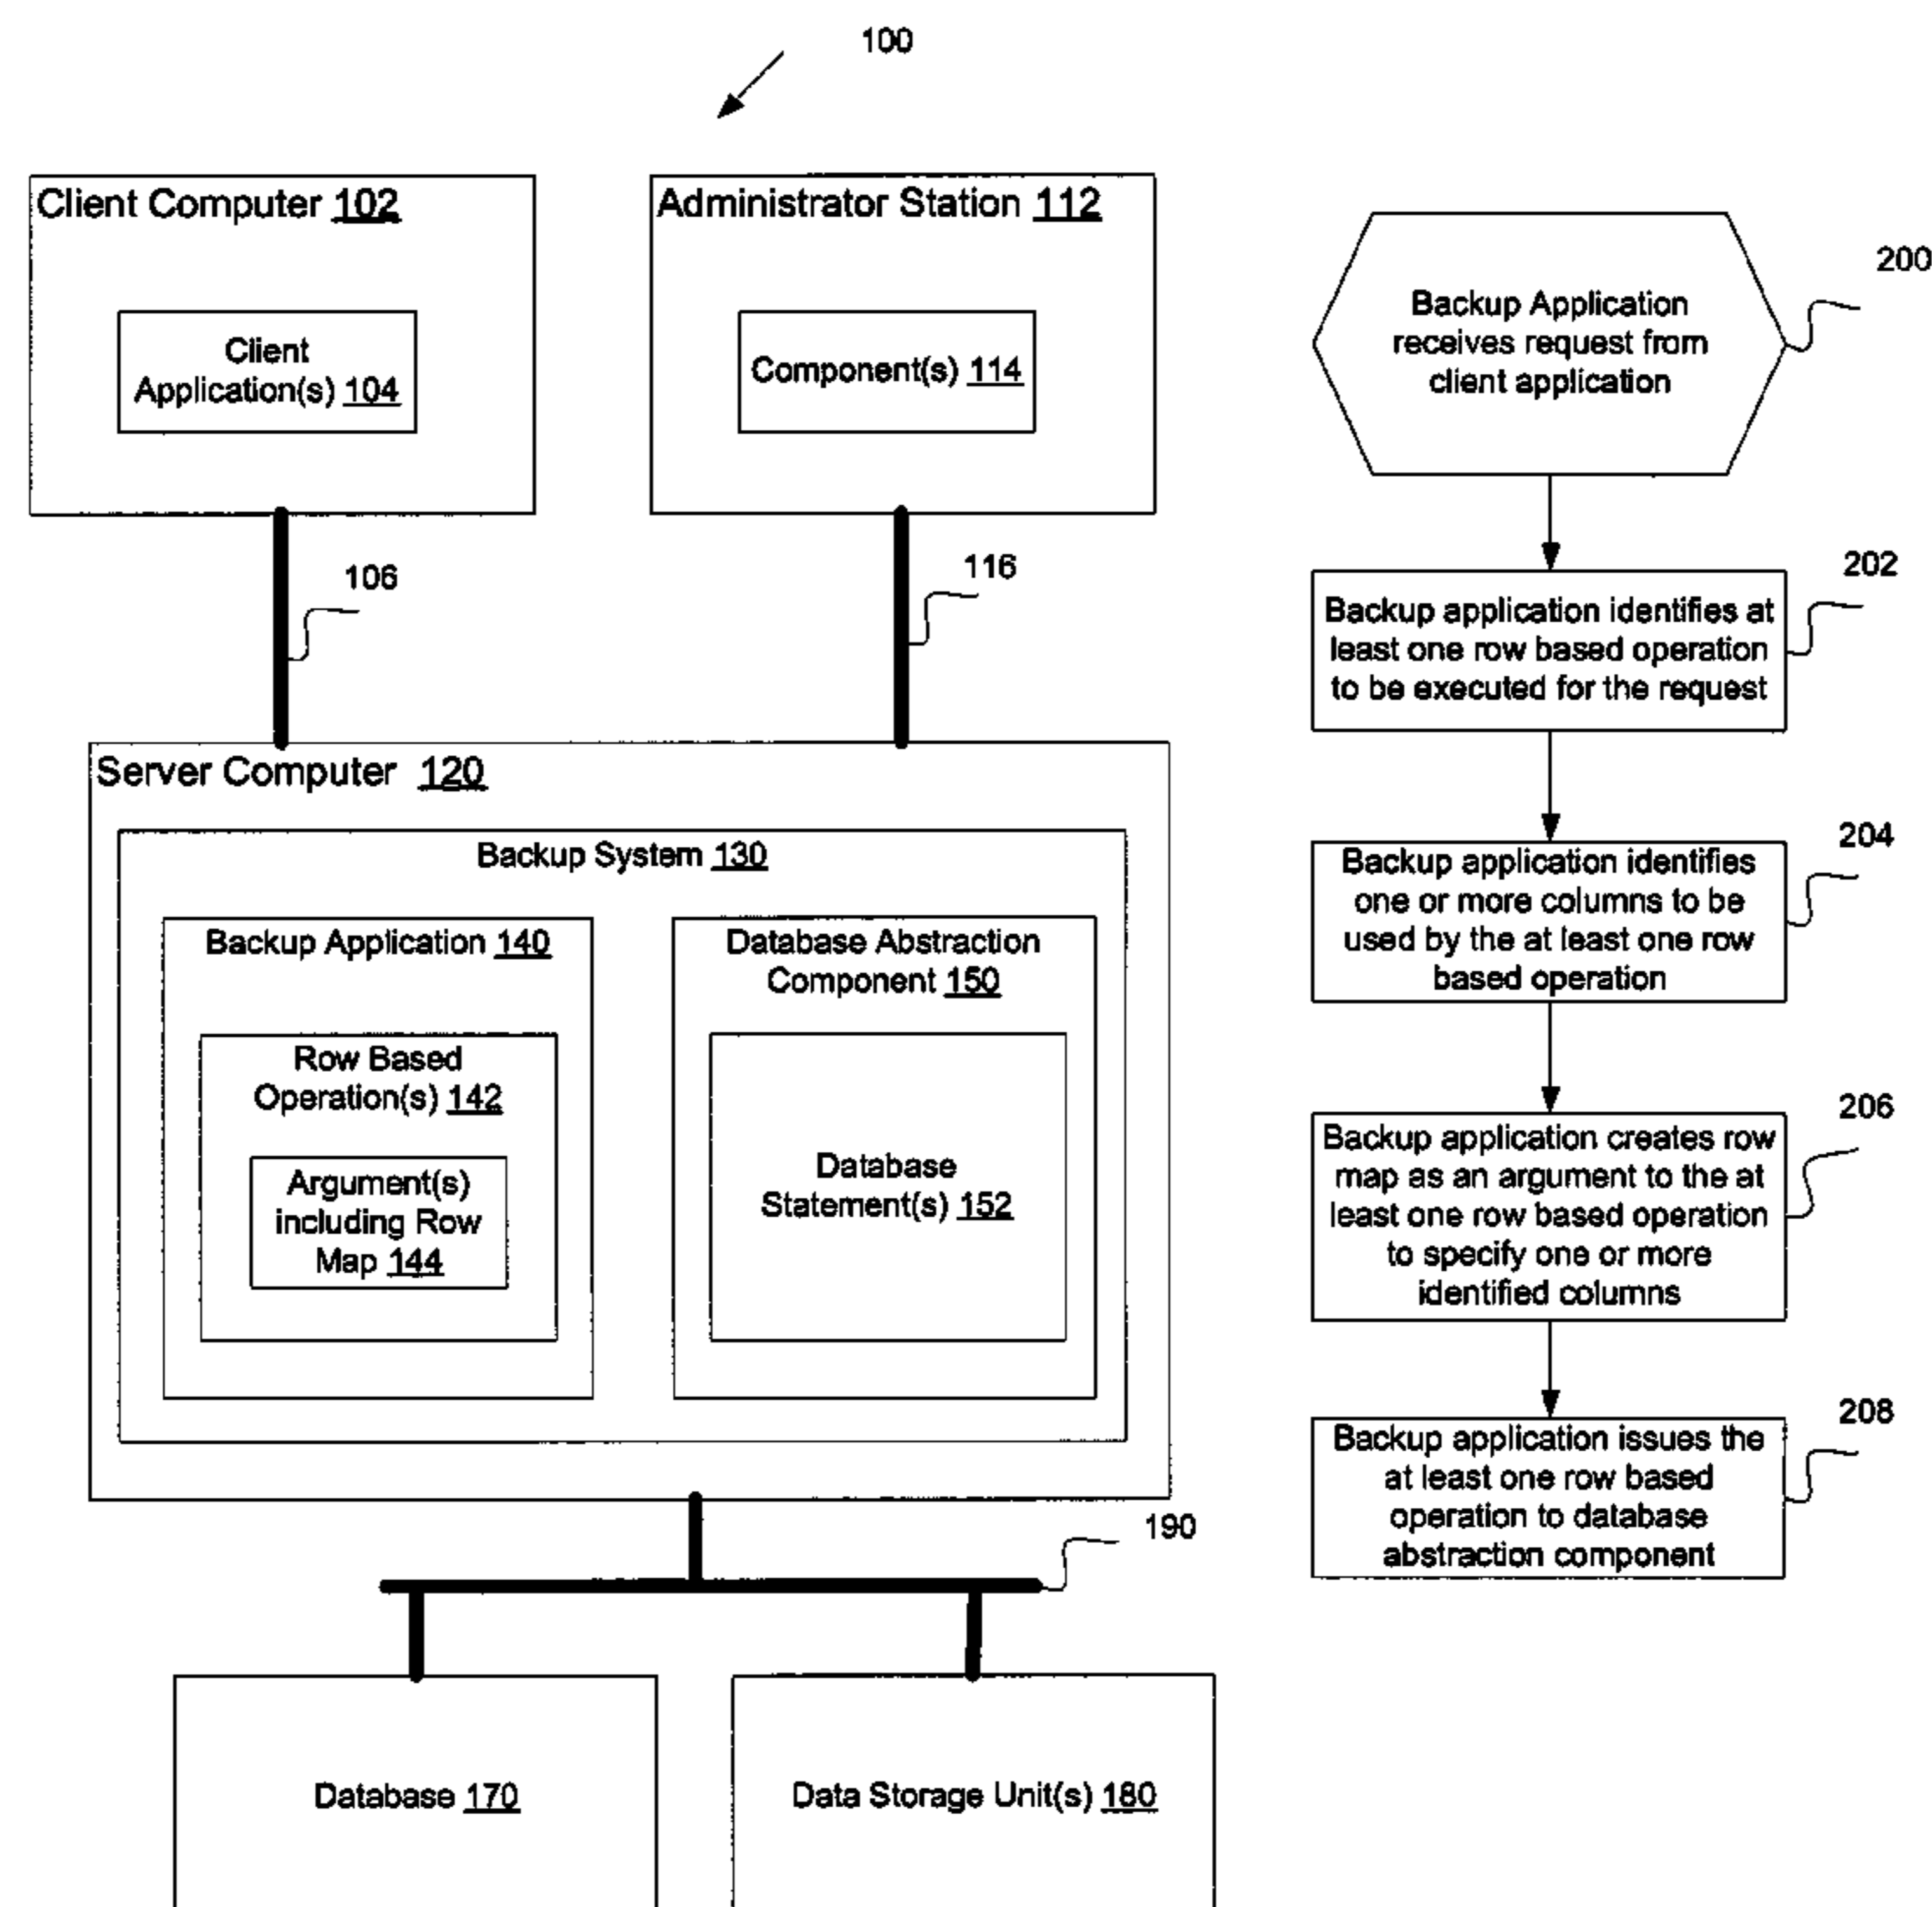 100
Client Computer 102
Client
Application(s) 104
Administrator Station 112
Component(s) 114
106
116
Server Computer 120
Backup System 130
Backup Application 140
Row Based
Operation(s) 142
Argument(s)
including Row
Map 144
Database Abstraction
Component 150
Database
Statement(s) 152
190
Database 170
Data Storage Unit(s) 180
Backup Application
receives request from
client application
200
Backup application identifies at
least one row based operation
to be executed for the request
202
Backup application identifies
one or more columns to be
used by the at least one row
based operation
204
Backup application creates row
map as an argument to the at
least one row based operation
to specify one or more
identified columns
206
Backup application issues the
at least one row based
operation to database
abstraction component
208